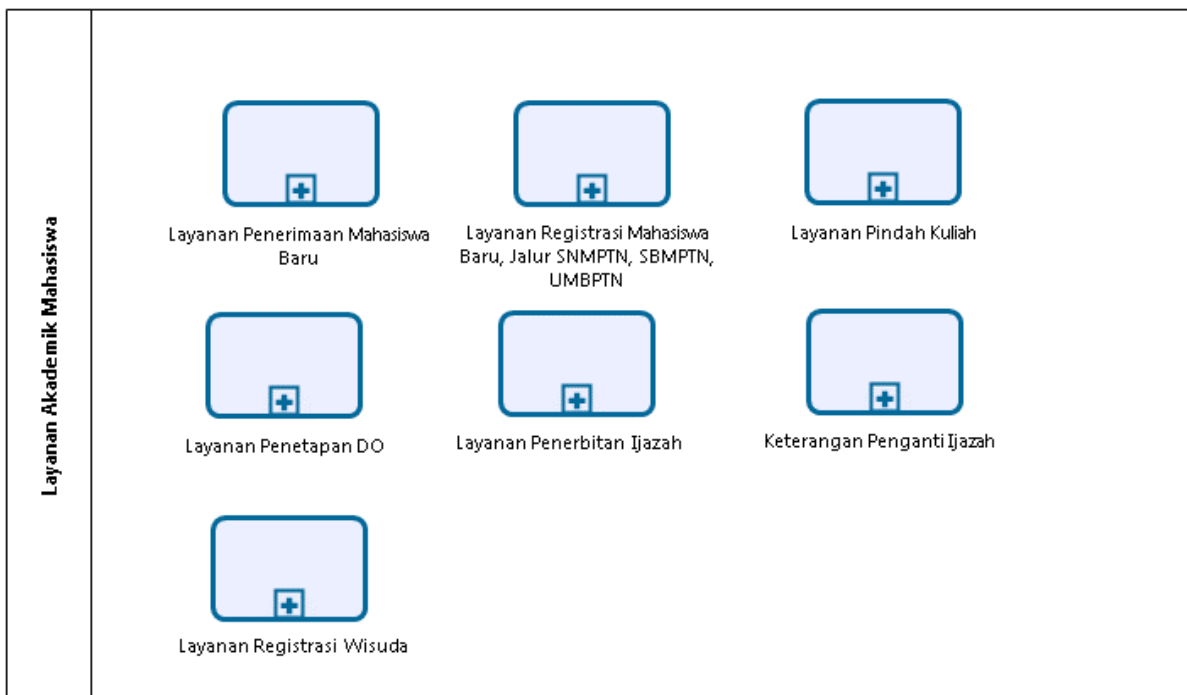 Layanan Akademik Mahasiswa
Layanan Penerimaan Mahasiswa
Baru
Layanan Registrasi Mahasiswa
Baru, Jalur SNMPTN, SBMPTN,
UMBPTN
Layanan Pindah Kuliah
Layanan Penetapan DO
Layanan Penerbitan Ijazah
Keterangan Penganti Ijazah
Layanan Registrasi Wisuda